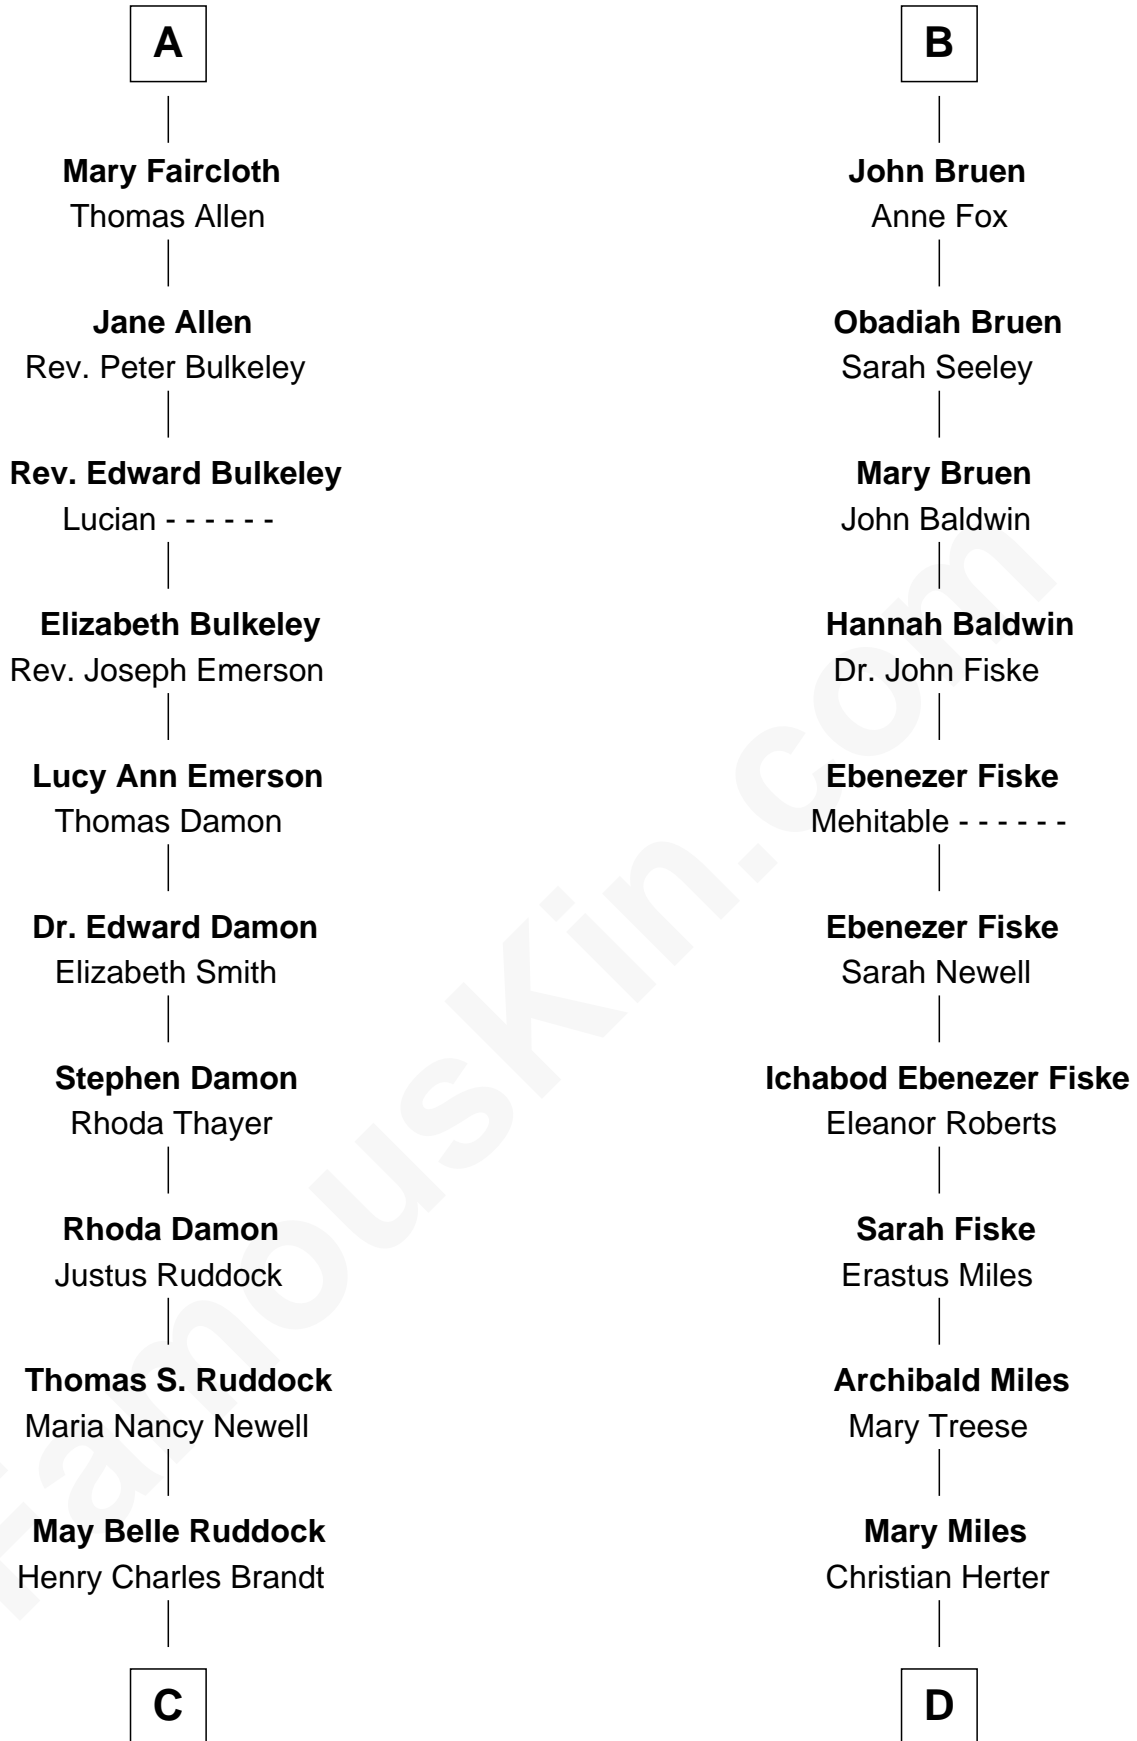 A
Mary Faircloth
Thomas Allen
Jane Allen
Rev. Peter Bulkeley
Rev. Edward Bulkeley
Lucian - - - - - -
Elizabeth Bulkeley
Rev. Joseph Emerson
Lucy Ann Emerson
Thomas Damon
Dr. Edward Damon
Elizabeth Smith
Stephen Damon
Rhoda Thayer
Rhoda Damon
Justus Ruddock
Thomas S. Ruddock
Maria Nancy Newell
May Belle Ruddock
Henry Charles Brandt
C
B
John Bruen
Anne Fox
Obadiah Bruen
Sarah Seeley
Mary Bruen
John Baldwin
Hannah Baldwin
Dr. John Fiske
Ebenezer Fiske
Mehitable - - - - - -
Ebenezer Fiske
Sarah Newell
Ichabod Ebenezer Fiske
Eleanor Roberts
Sarah Fiske
Erastus Miles
Archibald Miles
Mary Treese
Mary Miles
Christian Herter
D
FamousKin.com